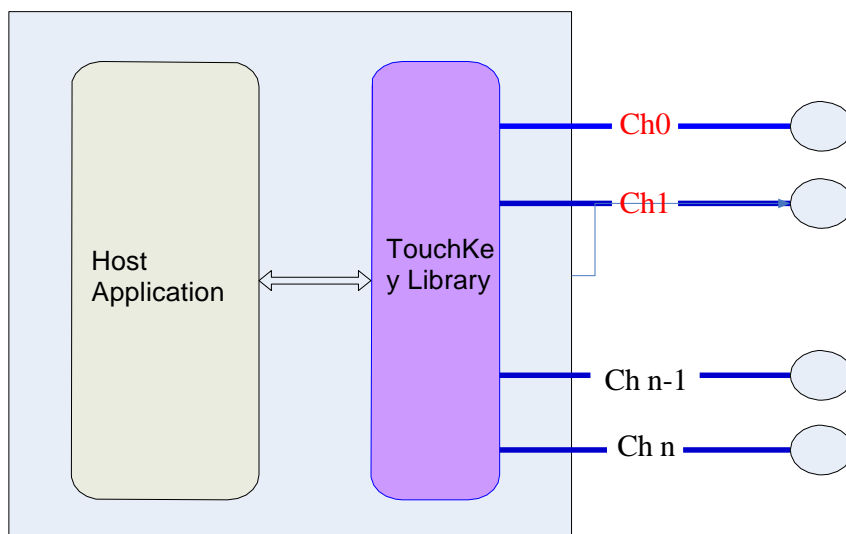 Ch0
Ch1
Host
Application
TouchKe
y Library
Ch n-1
Ch n